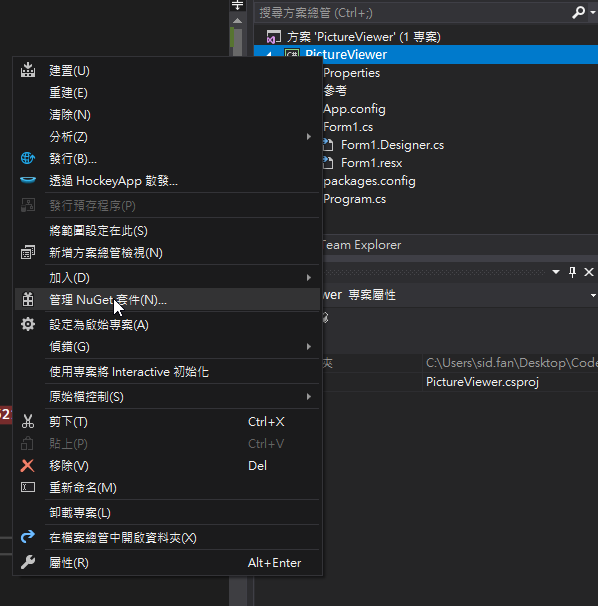 搜尋方案總管 (Ctrl+;)
方案 'PictureViewer' (1 專案)
C# PictureViewer
Properties
參考
App.config
Form1.cs
Form1.Designer.cs
Form1.resx
packages.config
Program.cs
Team Explorer
wer 專案屬性
夾 C:\Users\sid.fan\Desktop\Code
PictureViewer.csproj
52
建置(U)
重建(E)
清除(N)
分析(Z)
發行(B)...
透過 HockeyApp 散發...
發行預存程序(P)
將範圍設定在此(S)
新增方案總管檢視(N)
加入(D)
管理 NuGet 套件(N)...
設定為啟始專案(A)
偵錯(G)
使用專案將 Interactive 初始化
原始檔控制(S)
剪下(T) Ctrl+X
貼上(P) Ctrl+V
移除(V) Del
重新命名(M)
卸載專案(L)
在檔案總管中開啟資料夾(X)
屬性(R) Alt+Enter